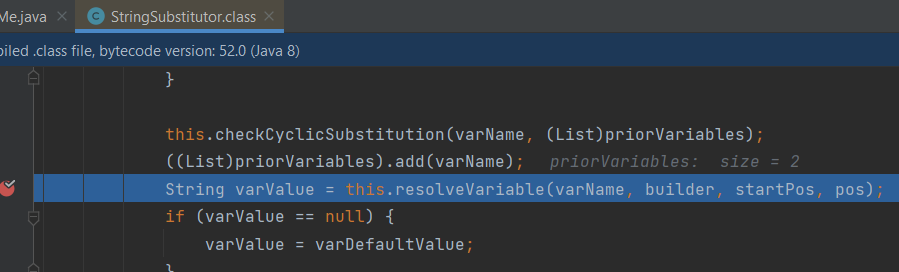 Me.java × StringSubstitutor.class ×
piled .class file, bytecode version: 52.0 (Java 8)
}
this.checkCyclicSubstitution(varName, (List)priorVariables);
((List)priorVariables).add(varName); priorVariables: size = 2
String varValue = this.resolveVariable(varName, builder, startPos, pos);
if (varValue == null) {
varValue = varDefaultValue;
}